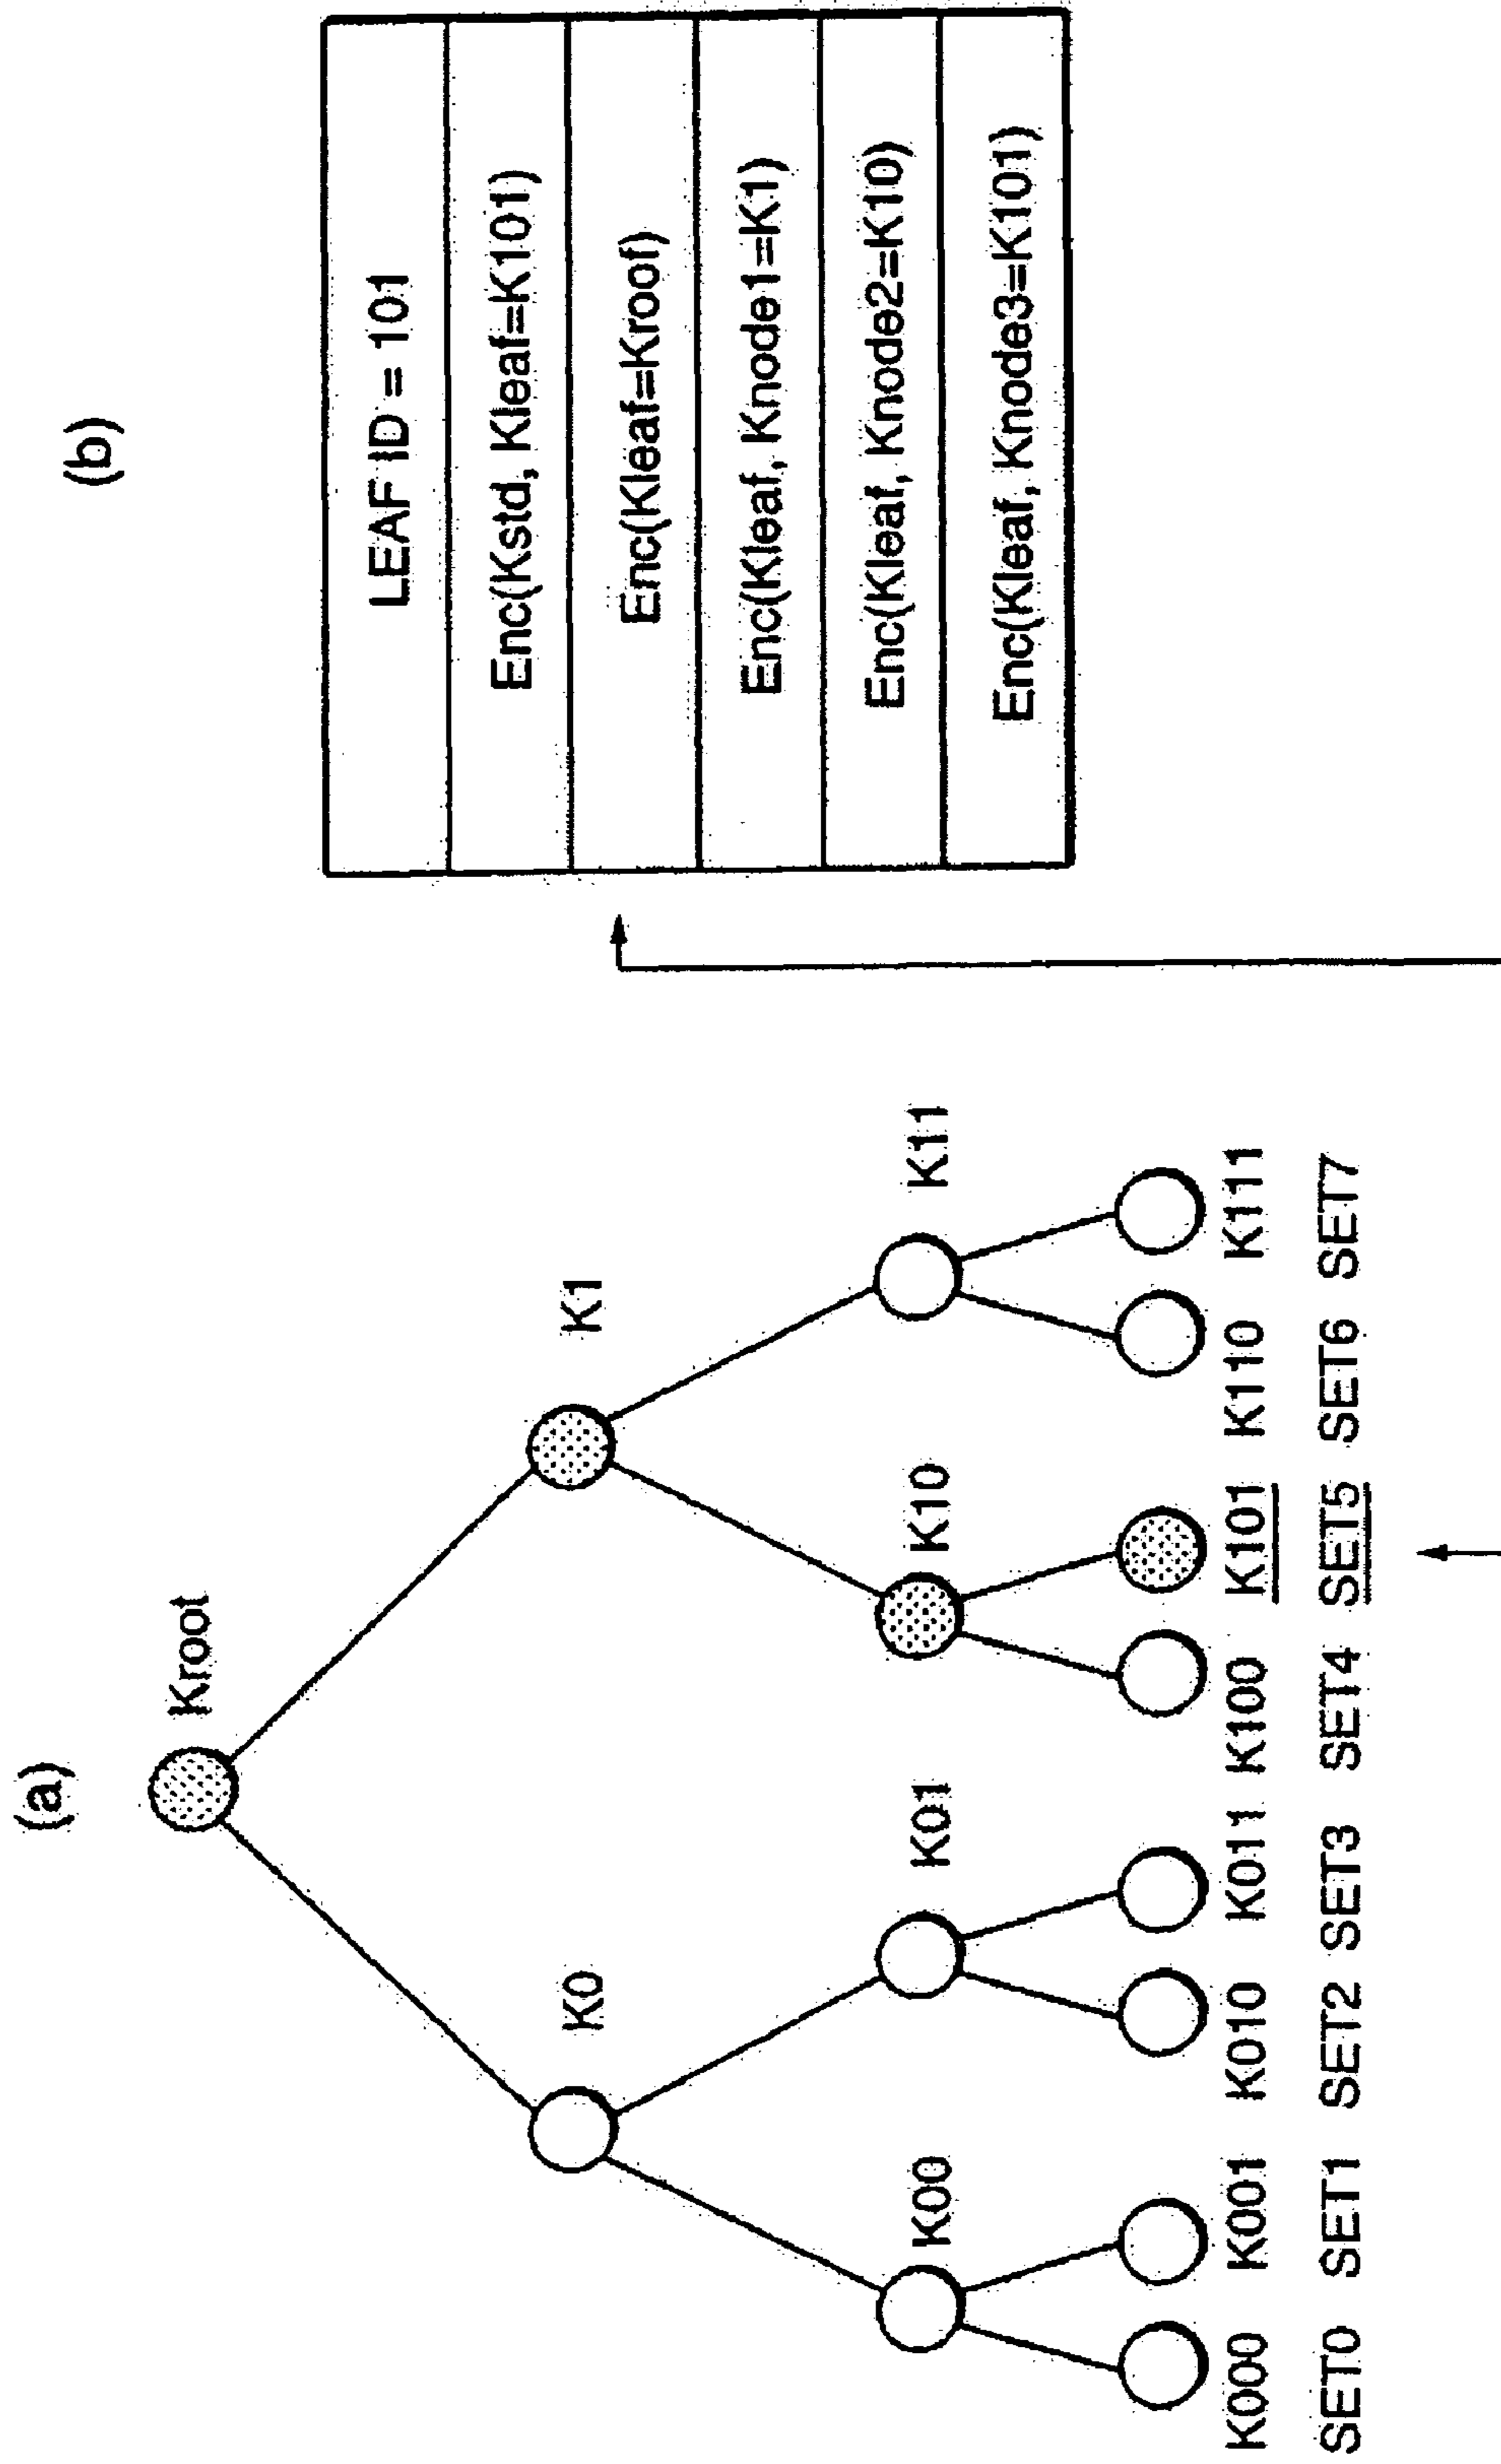 (a)
Kroot
K0
K1
K00
K01
K10
K11
K000 K001 K010 K011 K100 K101 K110 K111
SET0 SET1 SET2 SET3 SET4 SET5 SET6 SET7
(b)
LEAF ID = 101
Enc(Kstd, Kleaf=K101)
Enc(Kleaf=Kroof)
Enc(Kleaf, Knode1=K1)
Enc(Kleaf, Knode2=K10)
Enc(Kleaf, Knode3=K101)